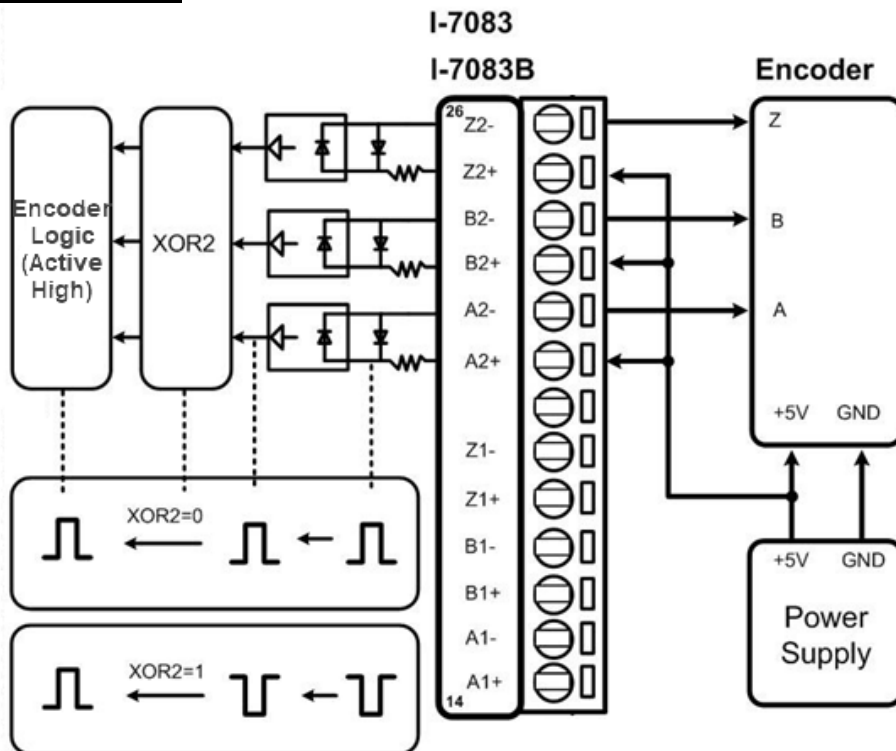 I-7083
I-7083B
Encoder
26
Z2-
Z2+
B2-
B2+
A2-
A2+
Z1-
Z1+
B1-
B1+
A1-
A1+
14
Encoder
Logic
(Active
High)
XOR2
Z
B
A
+5V GND
+5V GND
Power
Supply
XOR2=0
XOR2=1